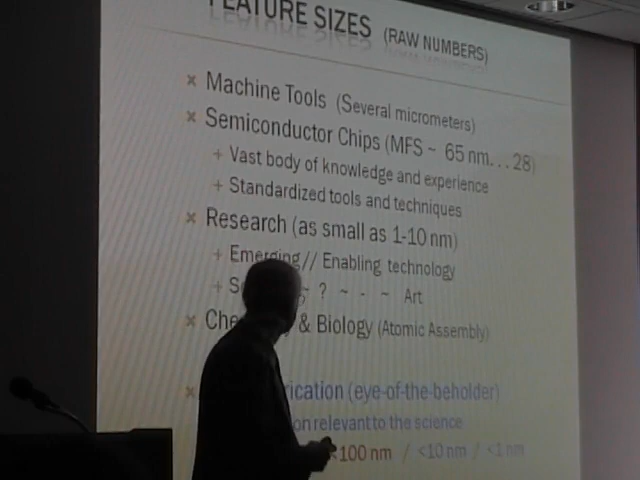 FEATURE SIZES (RAW NUMBERS)
× Machine Tools (Several micrometers)
× Semiconductor Chips (MFS ~ 65 nm. . . 28)
+ Vast body of knowledge and experience
+ Standardized tools and techniques
× Research (as small as 1-10 nm)
+ Emerging// Enabling technology
+ ~ ? ~ - ~ Art
× & Biology (Atomic Assembly)
(eye-of-the-beholder)
relevant to the science
<100 nm / <10 nm / <1 nm